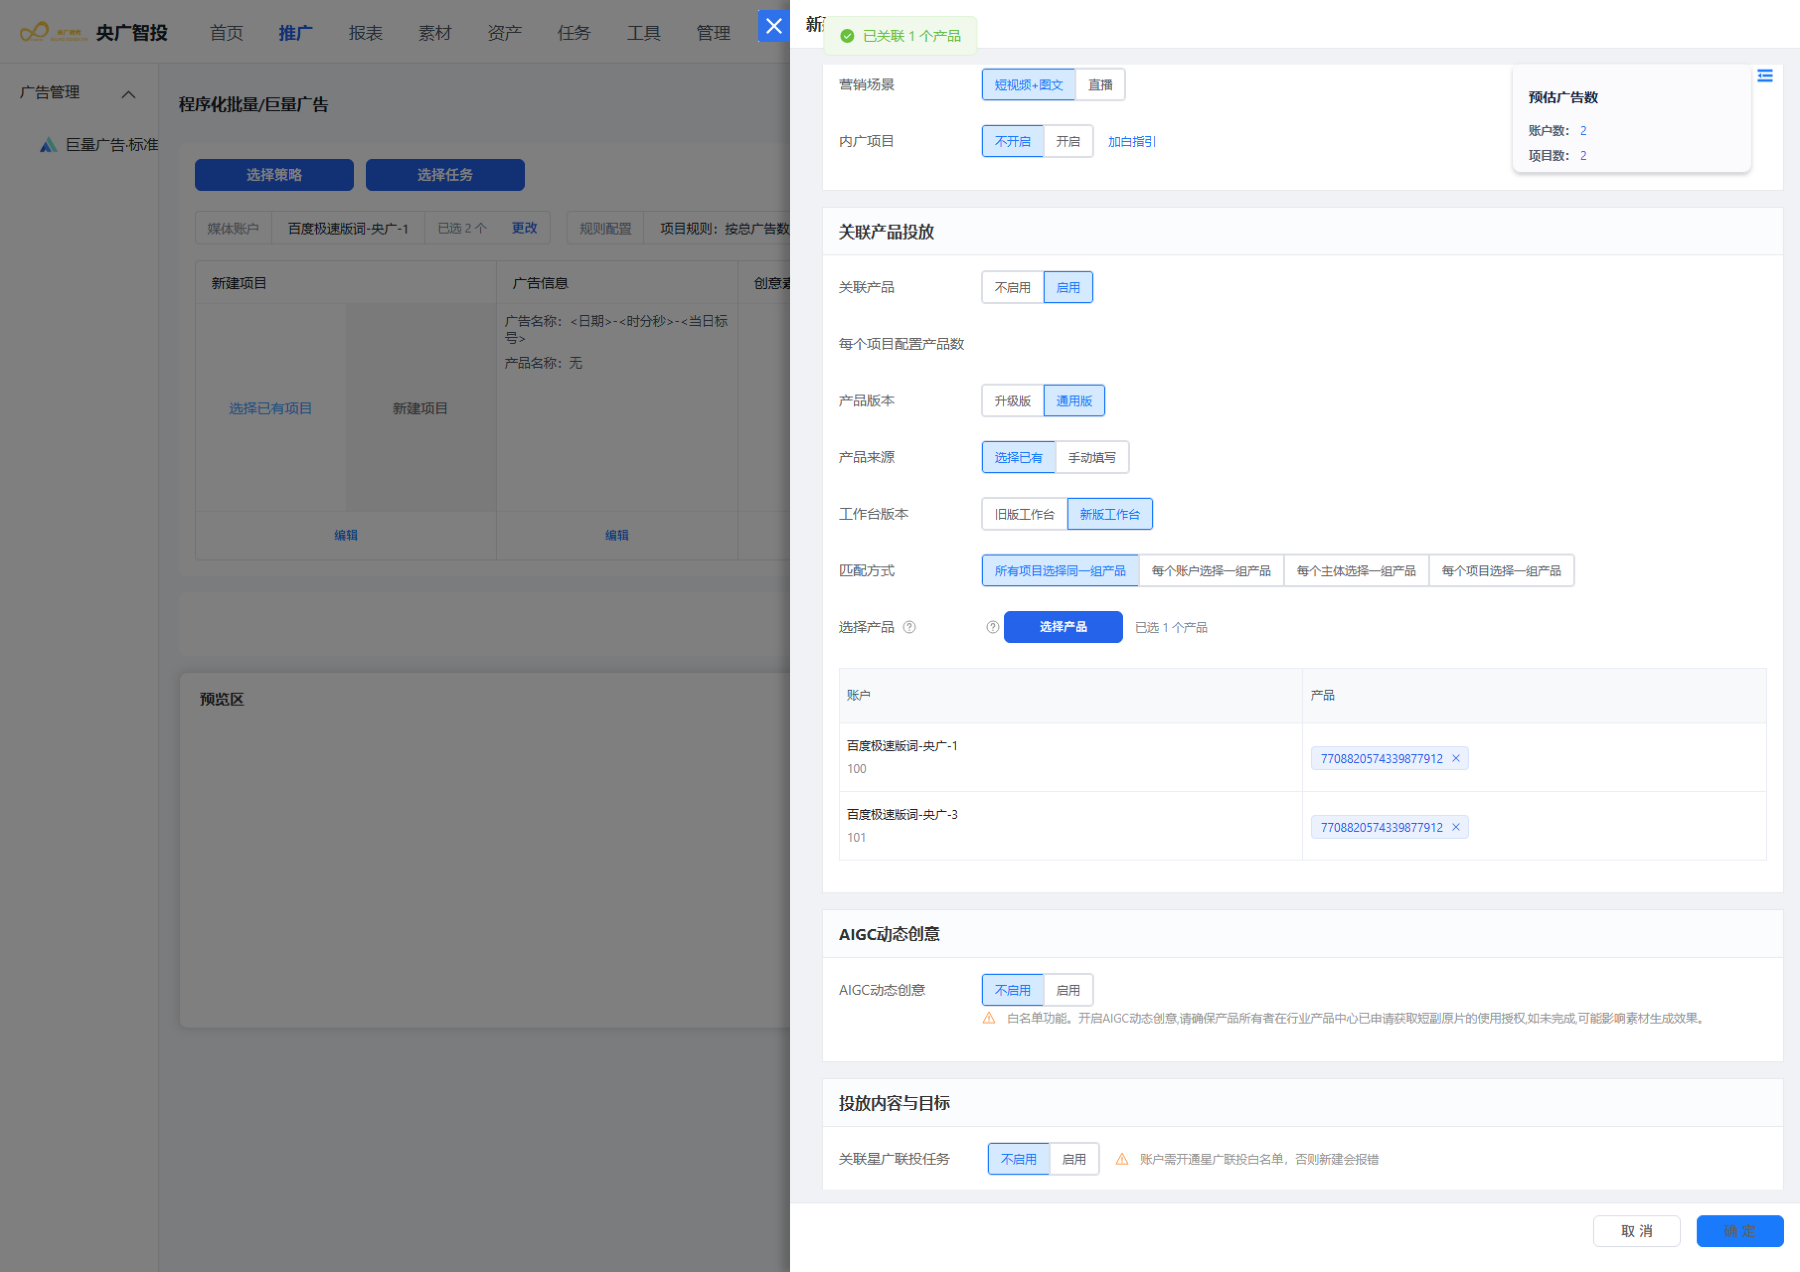 央广智投
首页
推广
报表
素材
资产
任务
工具
管理
广告管理
巨量广告·标准
程序化批量/巨量广告
选择策略
选择任务
媒体账户
百度极速版词-央广-1
已选 2 个
更改
规则配置
项目规则：按总广告数
新建项目
广告信息
创意素
广告名称：<日期>-<时分秒>-<当日标
号>
产品名称：无
选择已有项目
新建项目
编辑
编辑
预览区
新建
已关联 1 个产品
营销场景
短视频+图文
直播
内广项目
不开启
开启
加白指引
预估广告数
账户数： 2
项目数： 2
关联产品投放
关联产品
不启用
启用
每个项目配置产品数
产品版本
升级版
通用版
产品来源
选择已有
手动填写
工作台版本
旧版工作台
新版工作台
匹配方式
所有项目选择同一组产品
每个账户选择一组产品
每个主体选择一组产品
每个项目选择一组产品
选择产品
选择产品
已选 1 个产品
账户
产品
百度极速版词-央广-1
100
7708820574339877912
百度极速版词-央广-3
101
7708820574339877912
AIGC动态创意
AIGC动态创意
不启用
启用
白名单功能。开启AIGC动态创意,请确保产品所有者在行业产品中心已申请获取短剧原片的使用授权,如未完成,可能影响素材生成效果。
投放内容与目标
关联星广联投任务
不启用
启用
账户需开通星广联投白名单，否则新建会报错
取 消
确 定